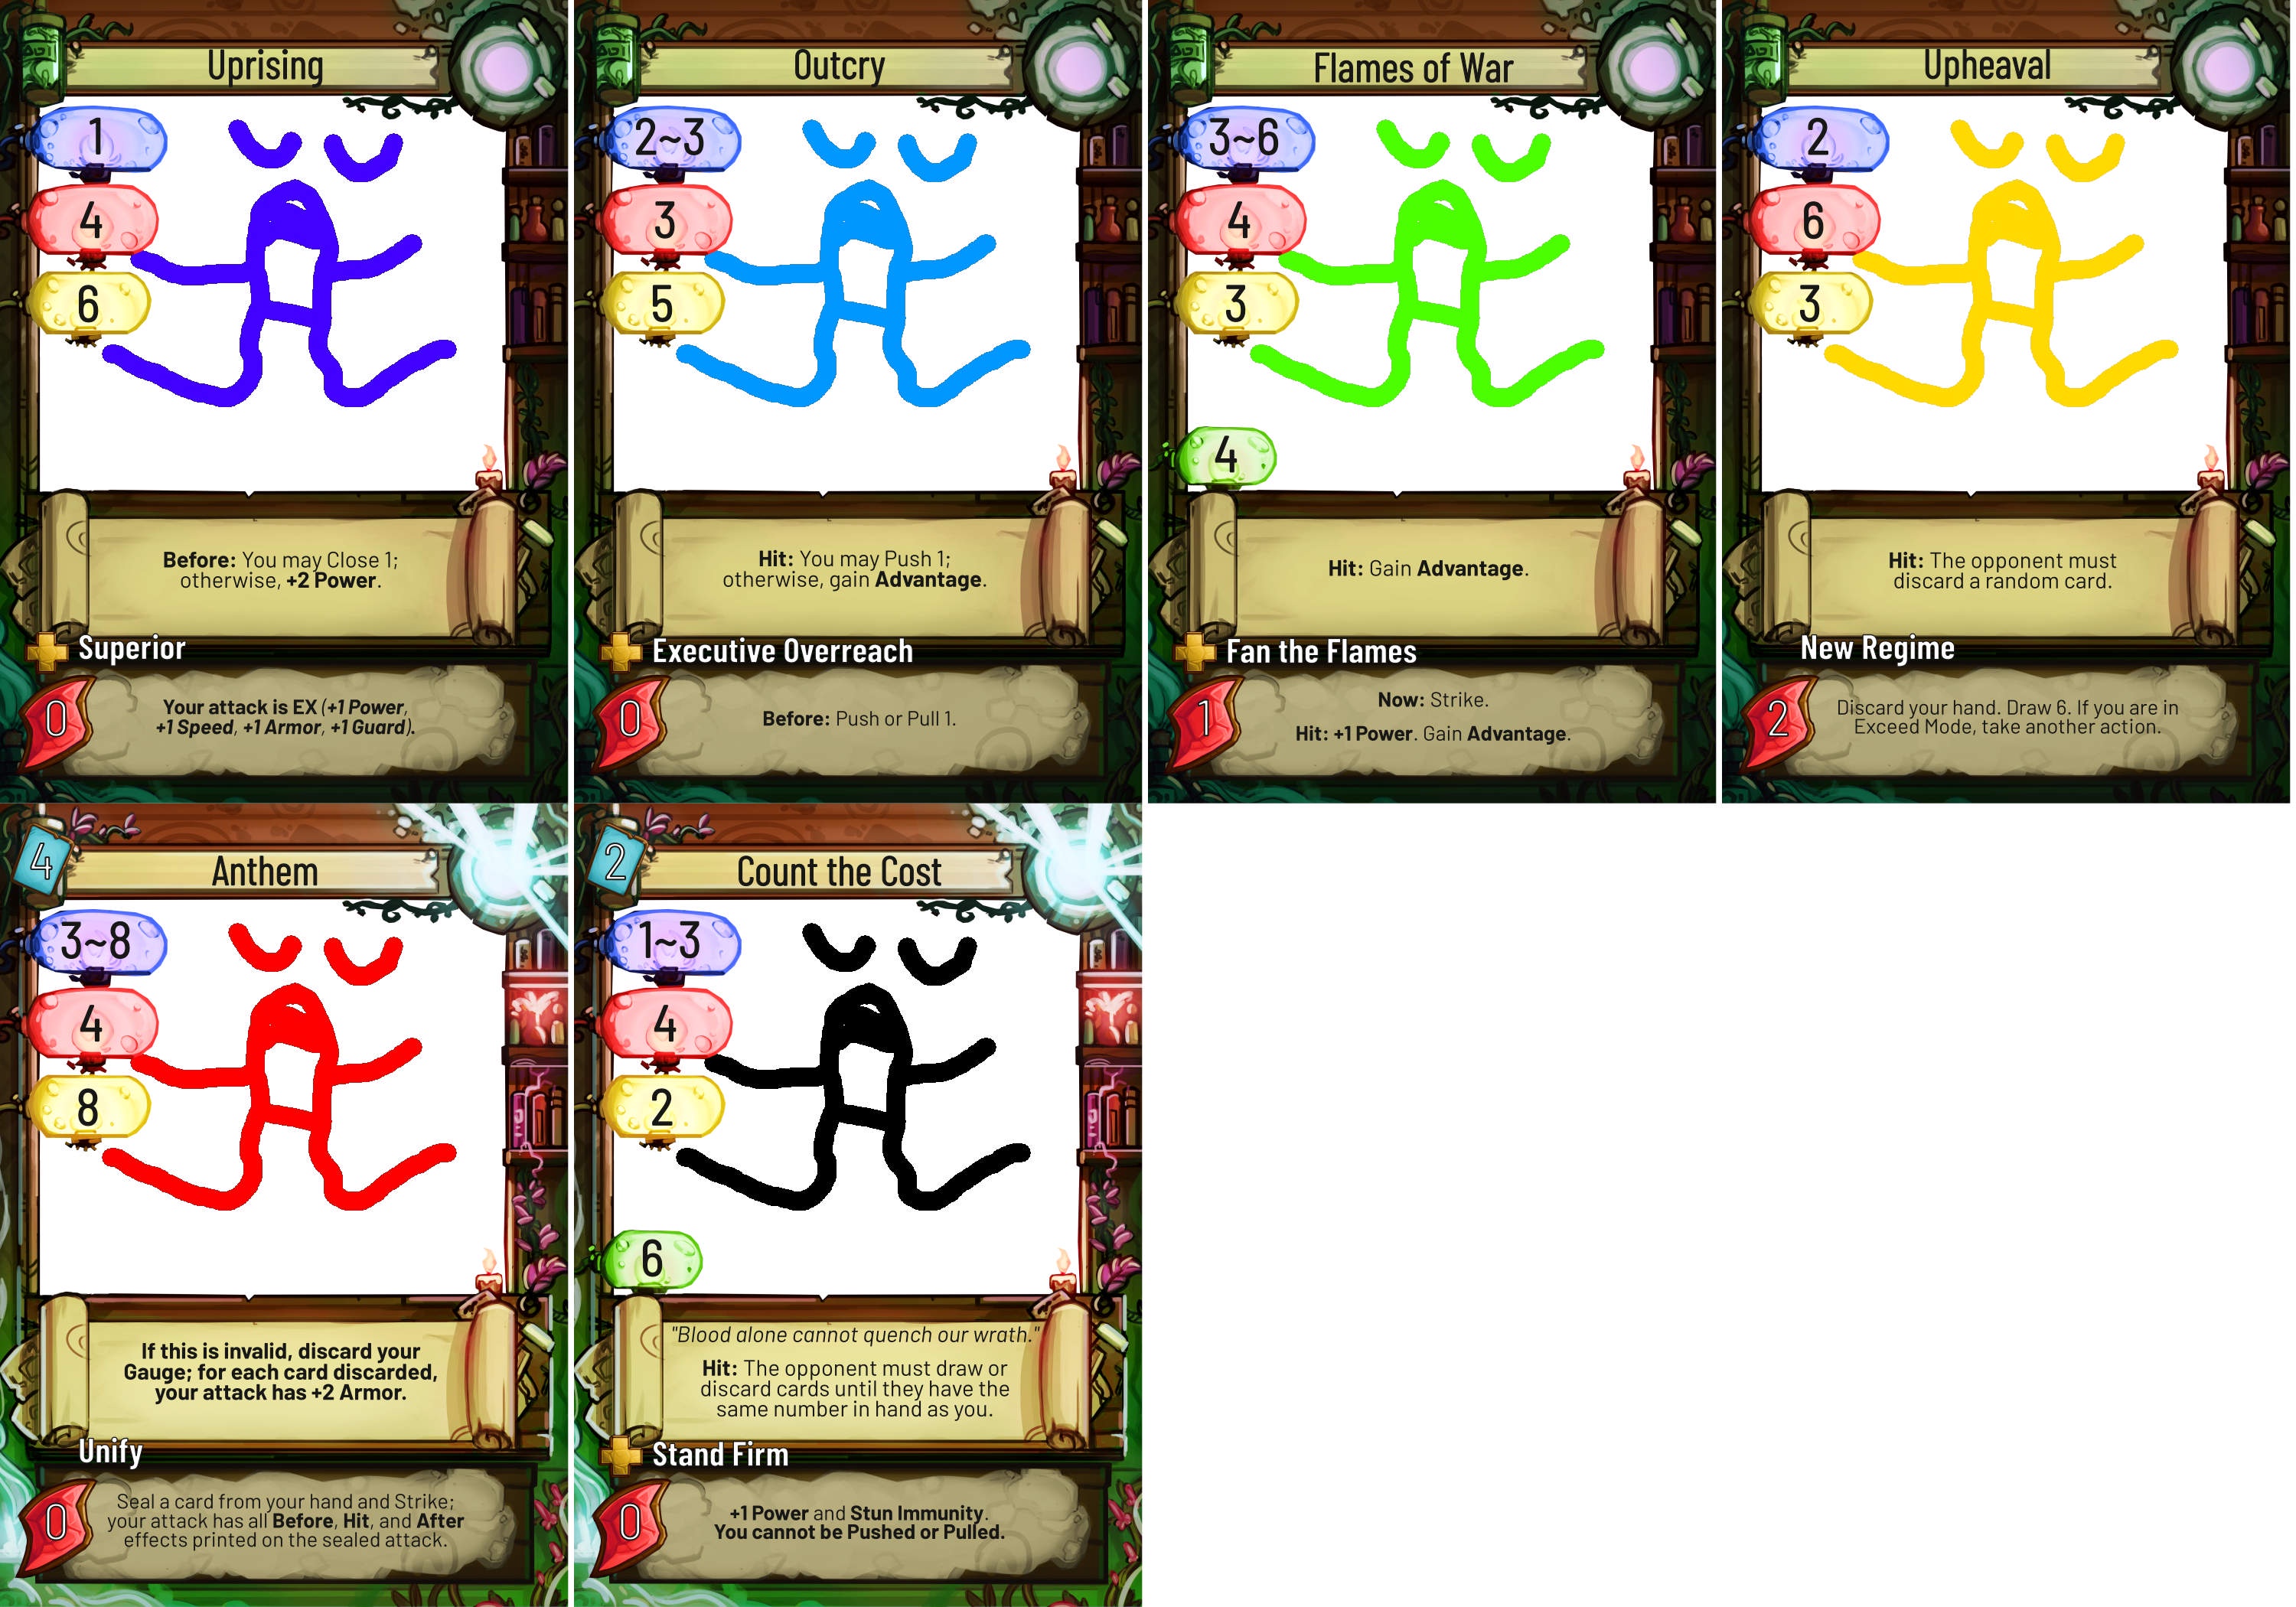 Uprising
1
4
6
Before: You may Close 1;
otherwise, +2 Power.
Superior
0
Your attack is EX (+1 Power,
+1 Speed, +1 Armor, +1 Guard).
Outcry
2~3
3
5
Hit: You may Push 1;
otherwise, gain Advantage.
Executive Overreach
0
Before: Push or Pull 1.
Flames of War
3~6
4
3
4
Hit: Gain Advantage.
Fan the Flames
1
Now: Strike.
Hit: +1 Power. Gain Advantage.
Upheaval
2
6
3
Hit: The opponent must
discard a random card.
New Regime
2
Discard your hand. Draw 6. If you are in
Exceed Mode, take another action.
4
Anthem
3~8
4
8
If this is invalid, discard your
Gauge; for each card discarded,
your attack has +2 Armor.
Unify
0
Seal a card from your hand and Strike;
your attack has all Before, Hit, and After
effects printed on the sealed attack.
2
Count the Cost
1~3
4
2
6
"Blood alone cannot quench our wrath."
Hit: The opponent must draw or
discard cards until they have the
same number in hand as you.
Stand Firm
0
+1 Power and Stun Immunity.
You cannot be Pushed or Pulled.